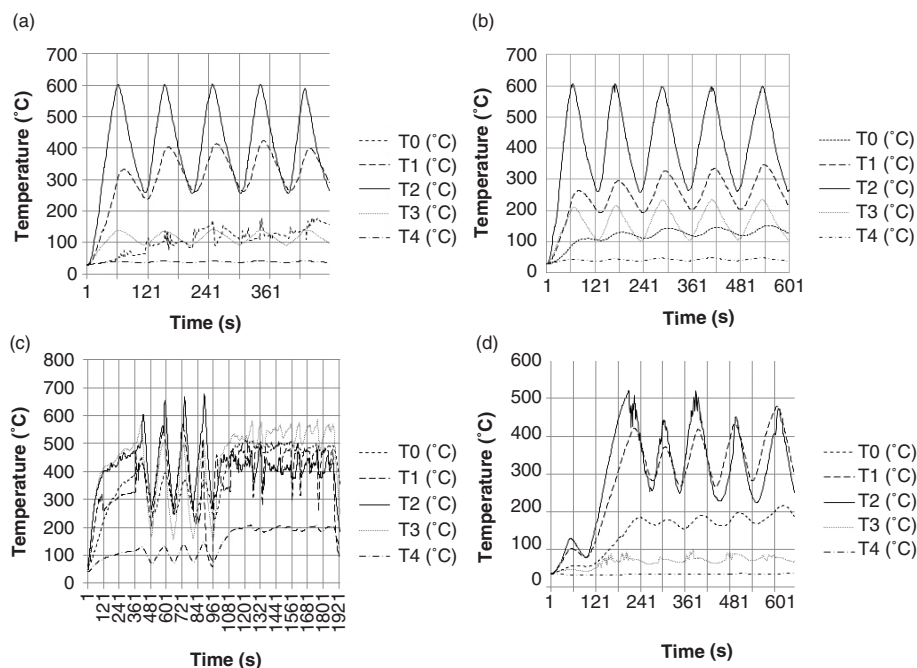 (a)
700
600
500
400
300
200
100
0
Temperature (˚C)
1 121 241 361
Time (s)
T0 (˚C)
T1 (˚C)
T2 (˚C)
T3 (˚C)
T4 (˚C)
(b)
700
600
500
400
300
200
100
0
Temperature (˚C)
1 121 241 361 481 601
Time (s)
T0 (˚C)
T1 (˚C)
T2 (˚C)
T3 (˚C)
T4 (˚C)
(c)
800
700
600
500
400
300
200
100
0
Temperature (˚C)
1 121 241 361 481 601 721 841 961 1081 1201 1321 1441 1561 1681 1801 1921
Time (s)
T0 (˚C)
T1 (˚C)
T2 (˚C)
T3 (˚C)
T4 (˚C)
(d)
600
500
400
300
200
100
0
Temperature (˚C)
1 121 241 361 481 601
Time (s)
T0 (˚C)
T1 (˚C)
T2 (˚C)
T3 (˚C)
T4 (˚C)